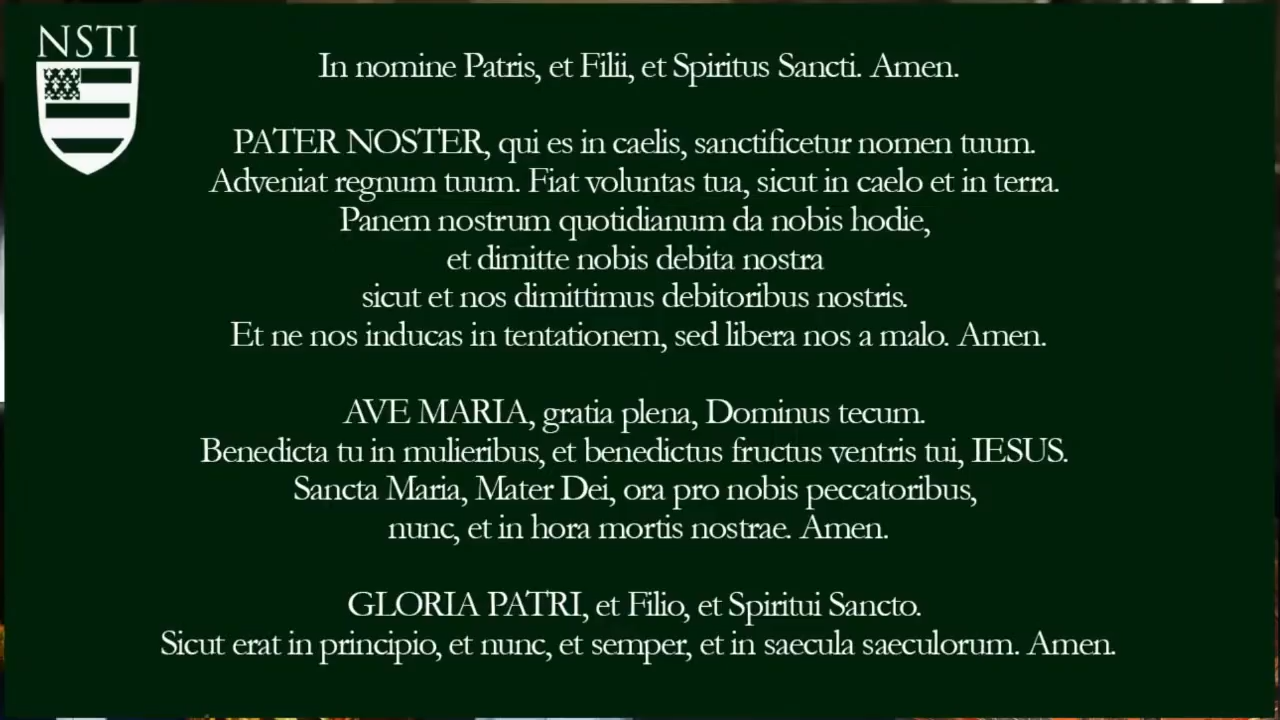 NSTI
In nomine Patris, et Filii, et Spiritus Sancti. Amen.
PATER NOSTER, qui es in caelis, sanctificetur nomen tuum.
Adveniat regnum tuum. Fiat voluntas tua, sicut in caelo et in terra.
Panem nostrum quotidianum da nobis hodie,
et dimitte nobis debita nostra
sicut et nos dimittimus debitoribus nostris.
Et ne nos inducas in tentationem, sed libera nos a malo. Amen.
AVE MARIA, gratia plena, Dominus tecum.
Benedicta tu in mulieribus, et benedictus fructus ventris tui, IESUS.
Sancta Maria, Mater Dei, ora pro nobis peccatoribus,
nunc, et in hora mortis nostrae. Amen.
GLORIA PATRI, et Filio, et Spiritui Sancto.
Sicut erat in principio, et nunc, et semper, et in saecula saeculorum. Amen.